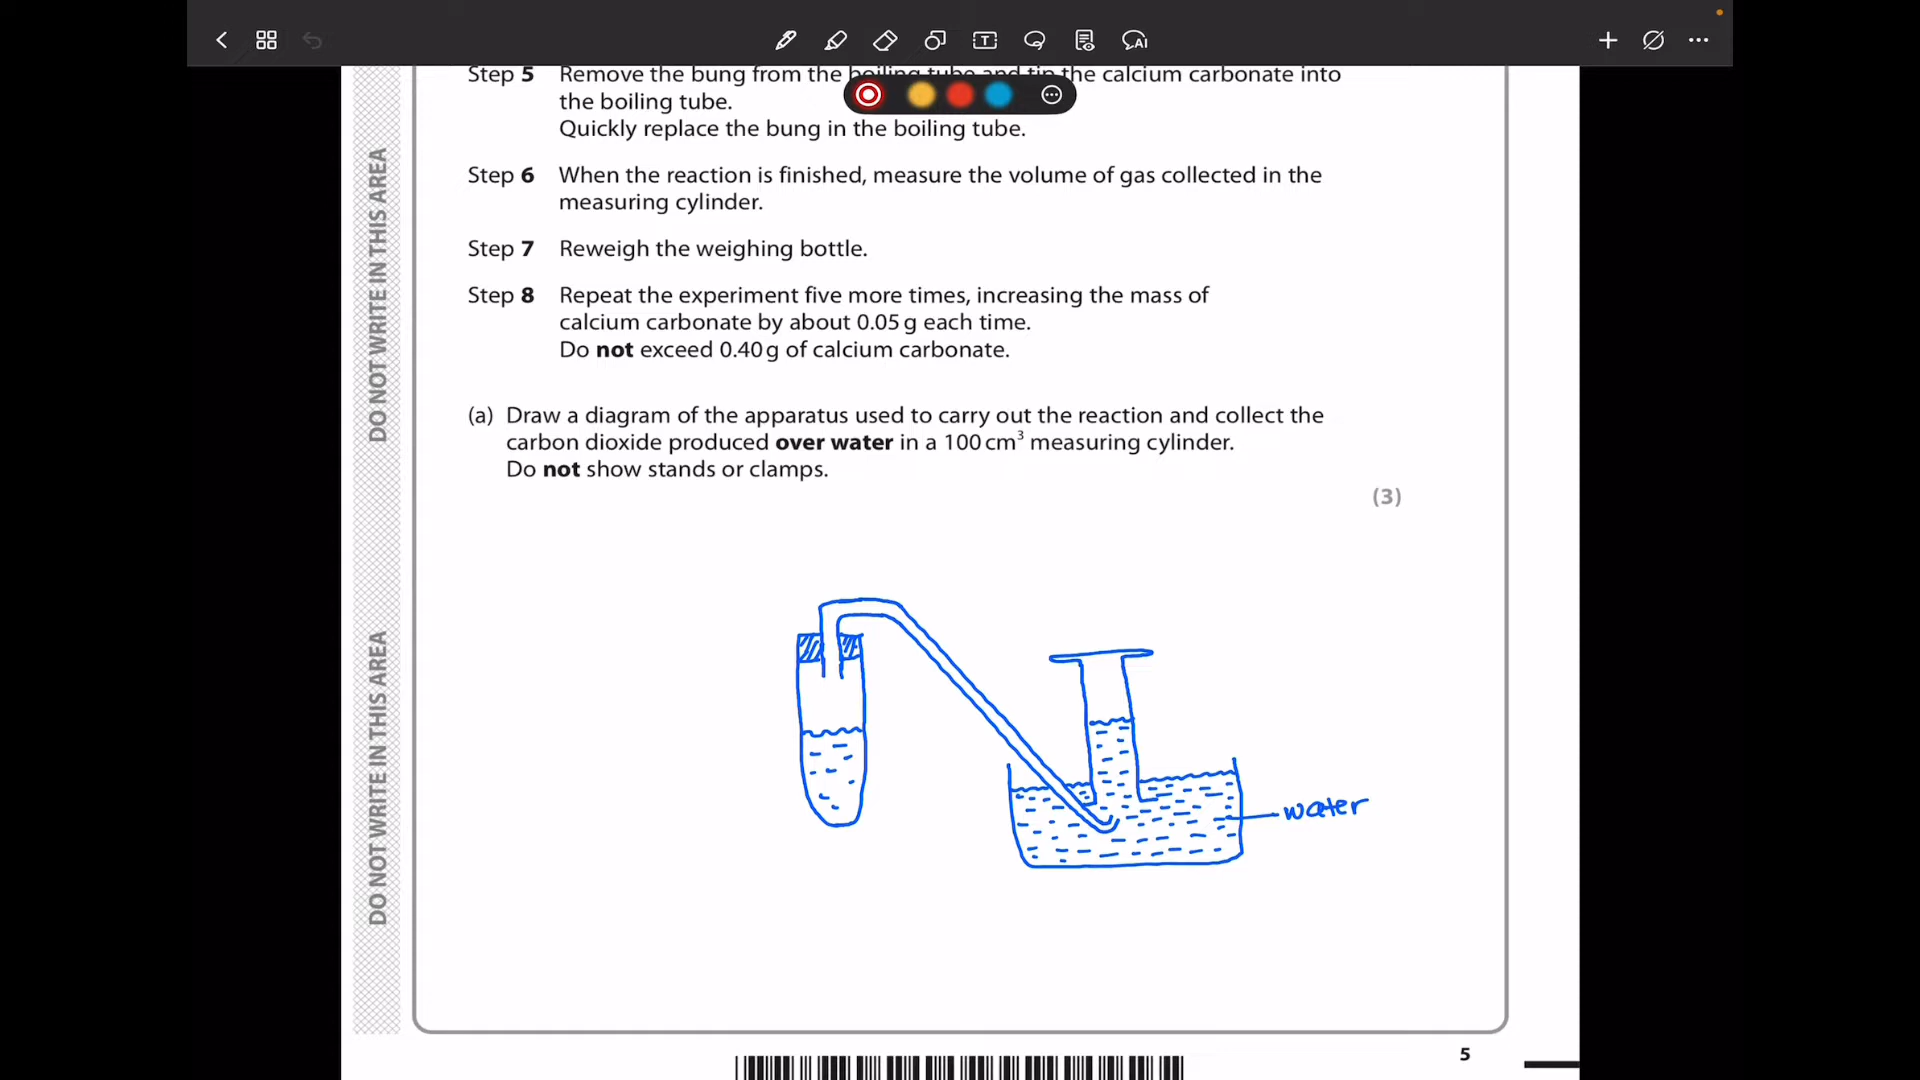 AI
Step 5 Remove the bung from the boiling tube and tip the calcium carbonate into
the boiling tube.
Quickly replace the bung in the boiling tube.
Step 6 When the reaction is finished, measure the volume of gas collected in the
measuring cylinder.
Step 7 Reweigh the weighing bottle.
Step 8 Repeat the experiment five more times, increasing the mass of
calcium carbonate by about 0.05 g each time.
Do not exceed 0.40 g of calcium carbonate.
(a) Draw a diagram of the apparatus used to carry out the reaction and collect the
carbon dioxide produced over water in a 100 cm³ measuring cylinder.
Do not show stands or clamps.
(3)
water
5
DO NOT WRITE IN THIS AREA
DO NOT WRITE IN THIS AREA